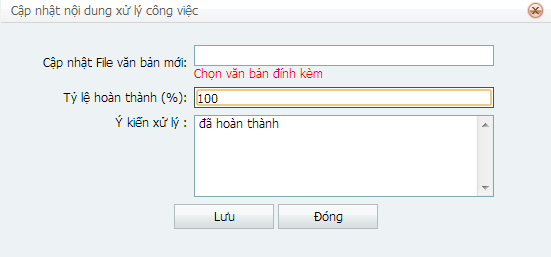 Cập nhật nội dung xử lý công việc
Cập nhật File văn bản mới:
Chọn văn bản đính kèm
Tỷ lệ hoàn thành (%): 100
Ý kiến xử lý : đã hoàn thành
Lưu Đóng